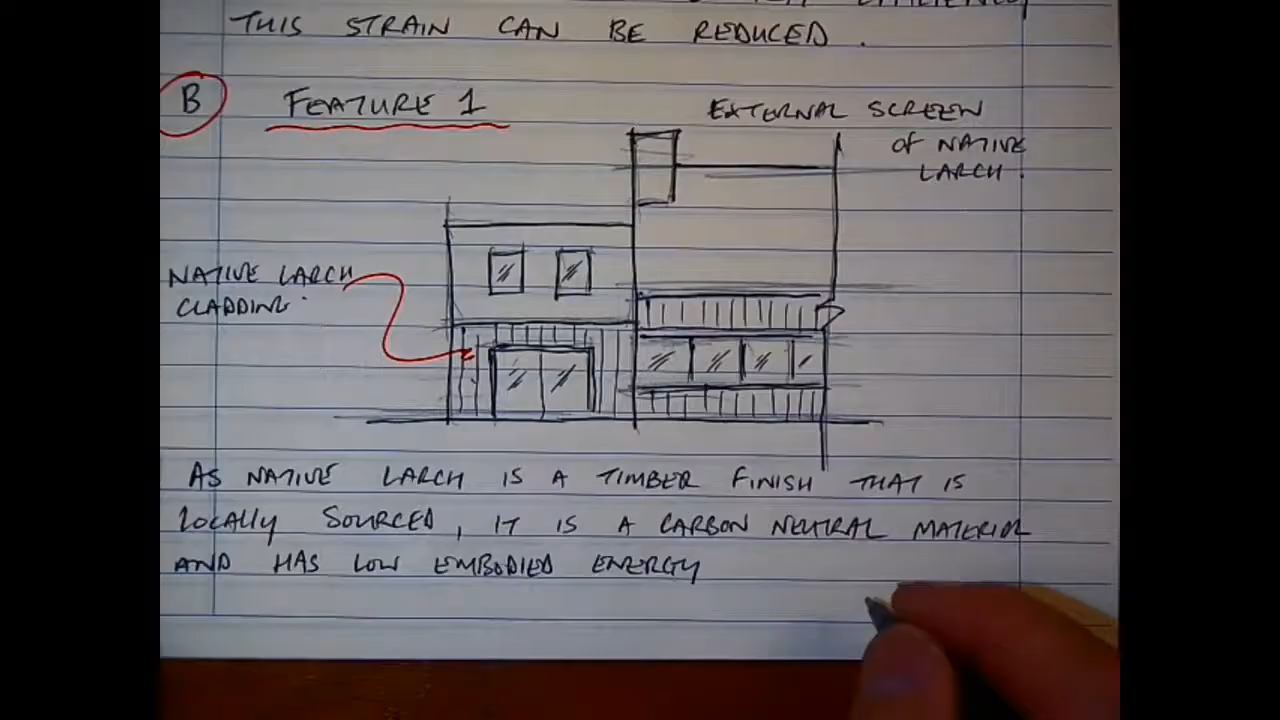 THIS STRAIN CAN BE REDUCED.
B FEATURE 1
EXTERNAL SCREEN
OF NATIVE
LARCH.
NATIVE LARCH
CLADDING.
AS NATIVE LARCH IS A TIMBER FINISH THAT IS
LOCALLY SOURCED, IT IS A CARBON NEUTRAL MATERIAL
AND HAS LOW EMBODIED ENERGY